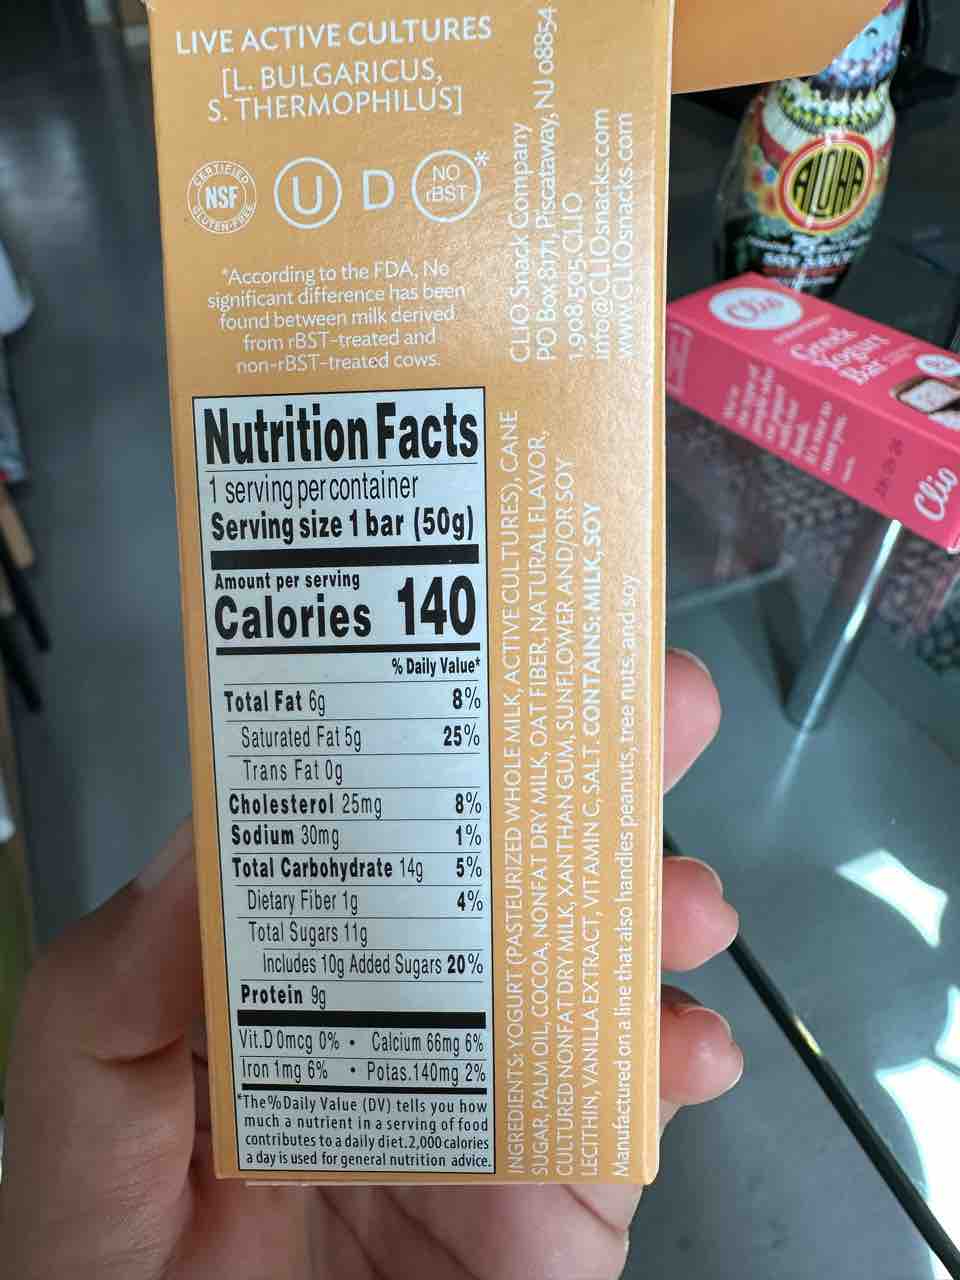 LIVE ACTIVE CULTURES
[L. BULGARICUS,
S. THERMOPHILUS]
CERTIFIED
NSF
GLUTEN-FREE
U D
NO
rBST*
*According to the FDA, No
significant difference has been
found between milk derived
from rBST-treated and
non-rBST-treated cows.
CLIO Snack Company
PO Box 8171, Piscataway, NJ 08854
1.908.505.CLIO
info@CLIOsnacks.com
www.CLIOsnacks.com
Nutrition Facts
1 serving per container
Serving size 1 bar (50g)
Amount per serving
Calories 140
% Daily Value*
Total Fat 6g 8%
Saturated Fat 5g 25%
Trans Fat 0g
Cholesterol 25mg 8%
Sodium 30mg 1%
Total Carbohydrate 14g 5%
Dietary Fiber 1g 4%
Total Sugars 11g
Includes 10g Added Sugars 20%
Protein 9g
Vit.D 0mcg 0% • Calcium 66mg 6%
Iron 1mg 6% • Potas.140mg 2%
*The % Daily Value (DV) tells you how
much a nutrient in a serving of food
contributes to a daily diet.2,000 calories
a day is used for general nutrition advice.
INGREDIENTS: YOGURT (PASTEURIZED WHOLE MILK, ACTIVE CULTURES), CANE
SUGAR, PALM OIL, COCOA, NONFAT DRY MILK, OAT FIBER, NATURAL FLAVOR,
CULTURED NONFAT DRY MILK, XANTHAN GUM, SUNFLOWER AND/OR SOY
LECITHIN, VANILLA EXTRACT, VITAMIN C, SALT. CONTAINS: MILK, SOY
Manufactured on a line that also handles peanuts, tree nuts, and soy
ALOHA
SOY SAUCE
Clio
Greek
Yogurt
Bar
Clio